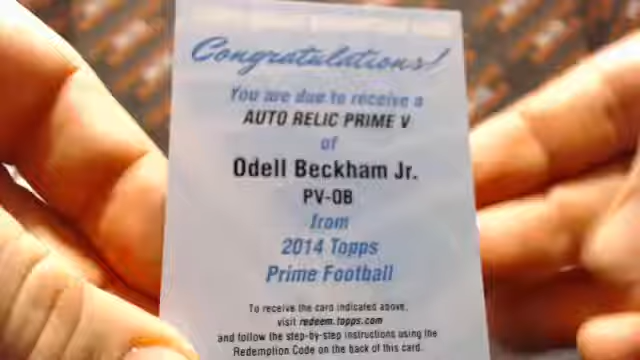 Congratulations!
You are due to receive a
AUTO RELIC PRIME V
of
Odell Beckham Jr.
PV-OB
from
2014 Topps
Prime Football
To receive the card indicated above,
visit redeem.topps.com
and follow the step-by-step instructions using the
Redemption Code on the back of this card.